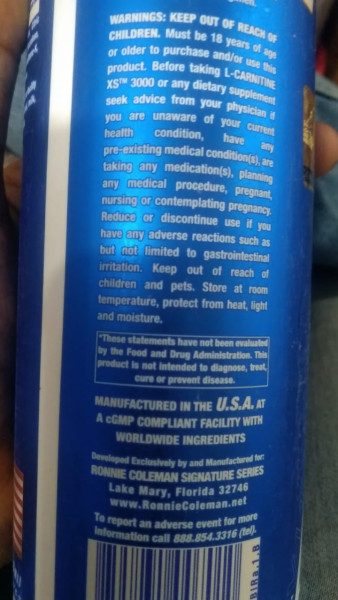 WARNINGS: KEEP OUT OF REACH OF
CHILDREN. Must be 18 years of age
or older to purchase and/or use this
product. Before taking L-CARNITINE
XS™ 3000 or any dietary supplement
seek advice from your physician if
you are unaware of your current
health condition, have any
pre-existing medical condition(s), are
taking any medication(s), planning
any medical procedure, pregnant,
nursing or contemplating pregnancy.
Reduce or discontinue use if you
have any adverse reactions such as
but not limited to gastrointestinal
irritation. Keep out of reach of
children and pets. Store at room
temperature, protect from heat, light
and moisture.
*These statements have not been evaluated
by the Food and Drug Administration. This
product is not intended to diagnose, treat,
cure or prevent disease.
MANUFACTURED IN THE U.S.A. AT
A cGMP COMPLIANT FACILITY WITH
WORLDWIDE INGREDIENTS
Developed Exclusively by and Manufactured for:
RONNIE COLEMAN SIGNATURE SERIES
Lake Mary, Florida 32746
www.RonnieColeman.net
To report an adverse event for more
information call 888.854.3316 (tel).